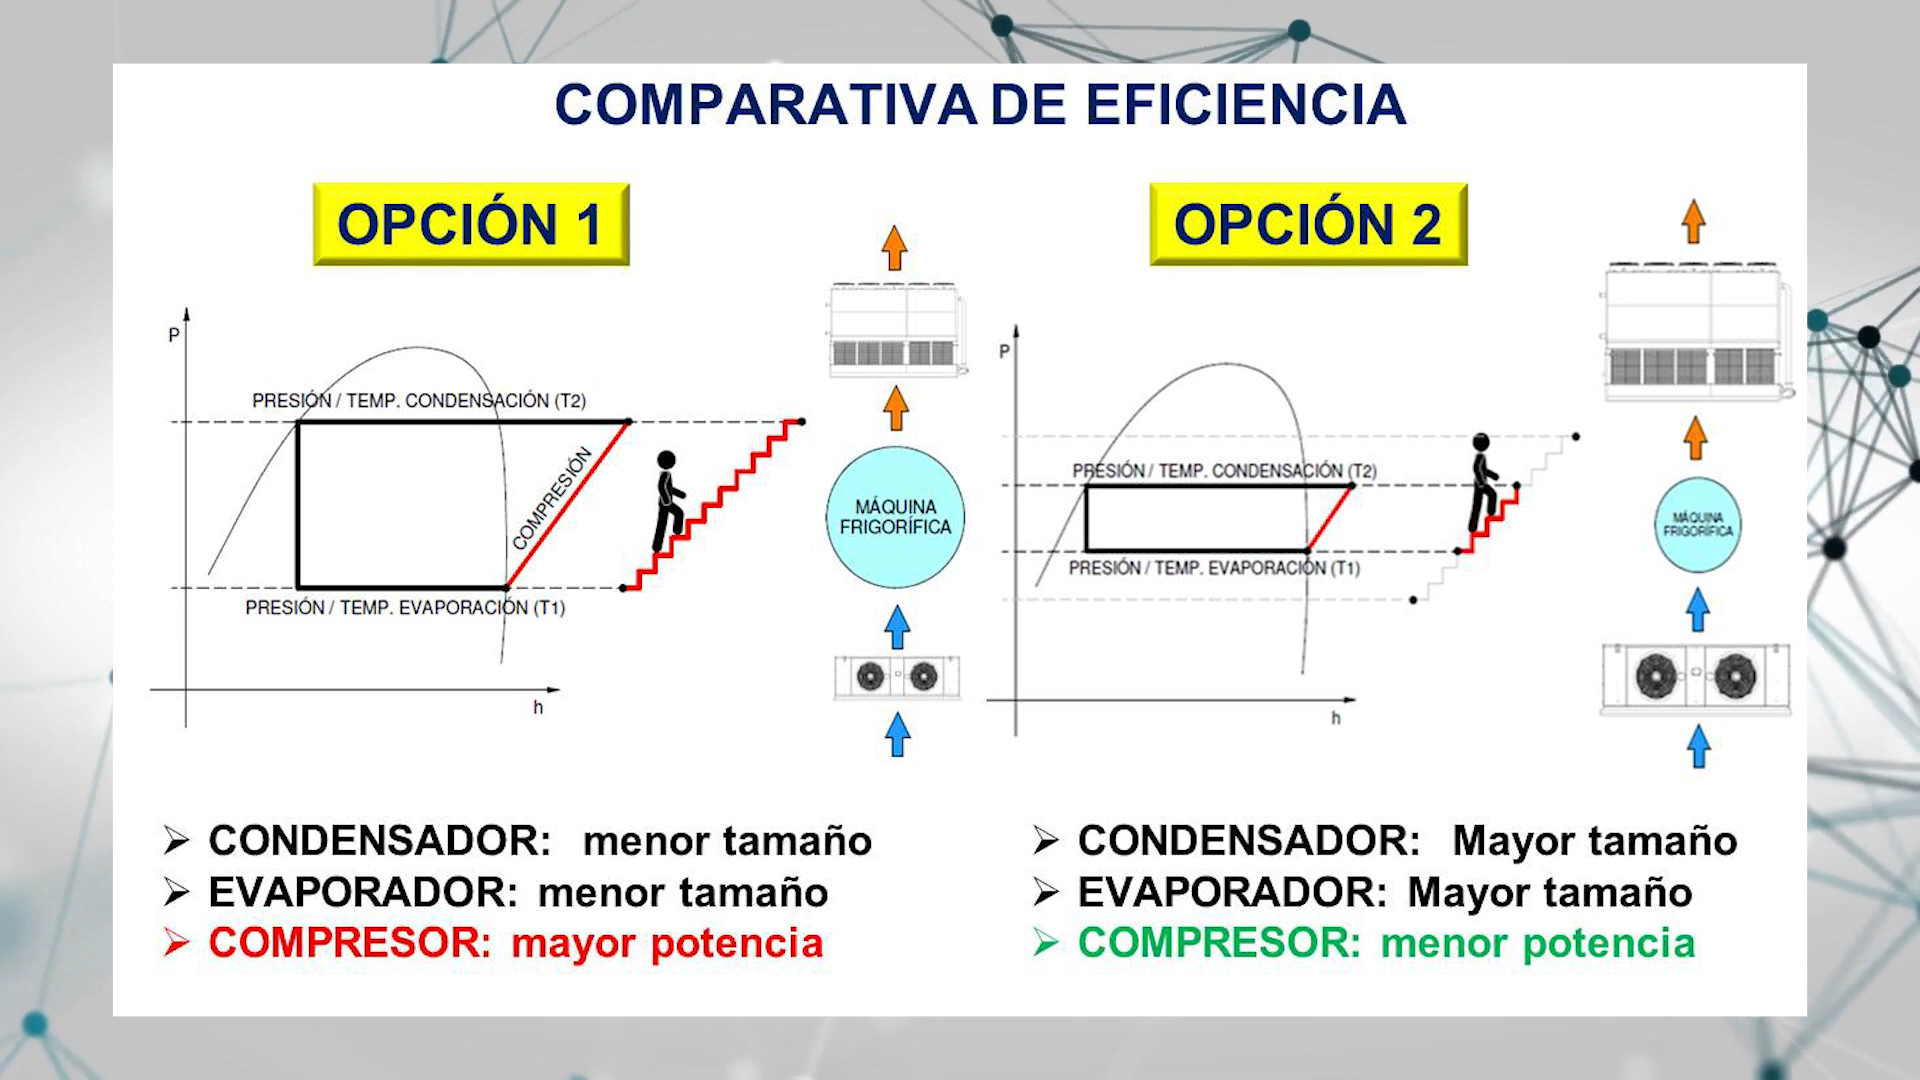 COMPARATIVA DE EFICIENCIA
OPCIÓN 1
P
PRESIÓN / TEMP. CONDENSACIÓN (T2)
COMPRESIÓN
PRESIÓN / TEMP. EVAPORACIÓN (T1)
h
MÁQUINA
FRIGORÍFICA
➢ CONDENSADOR: menor tamaño
➢ EVAPORADOR: menor tamaño
➢ COMPRESOR: mayor potencia
OPCIÓN 2
P
PRESIÓN / TEMP. CONDENSACIÓN (T2)
PRESIÓN / TEMP. EVAPORACIÓN (T1)
h
MÁQUINA
FRIGORÍFICA
➢ CONDENSADOR: Mayor tamaño
➢ EVAPORADOR: Mayor tamaño
➢ COMPRESOR: menor potencia